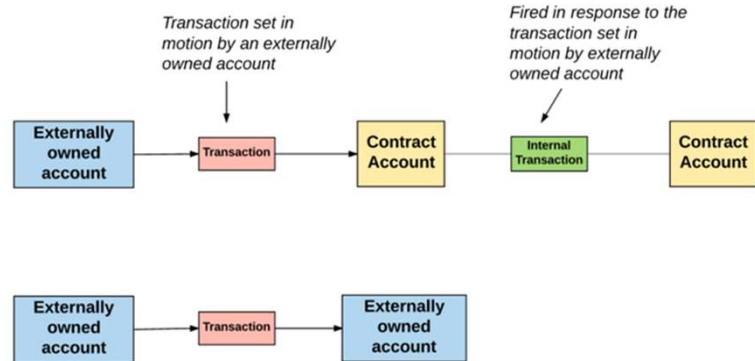 Transaction set in
motion by an externally
owned account
Fired in response to the
transaction set in
motion by externally
owned account
Externally
owned
account
Transaction
Contract
Account
Internal
Transaction
Contract
Account
Externally
owned
account
Transaction
Externally
owned
account